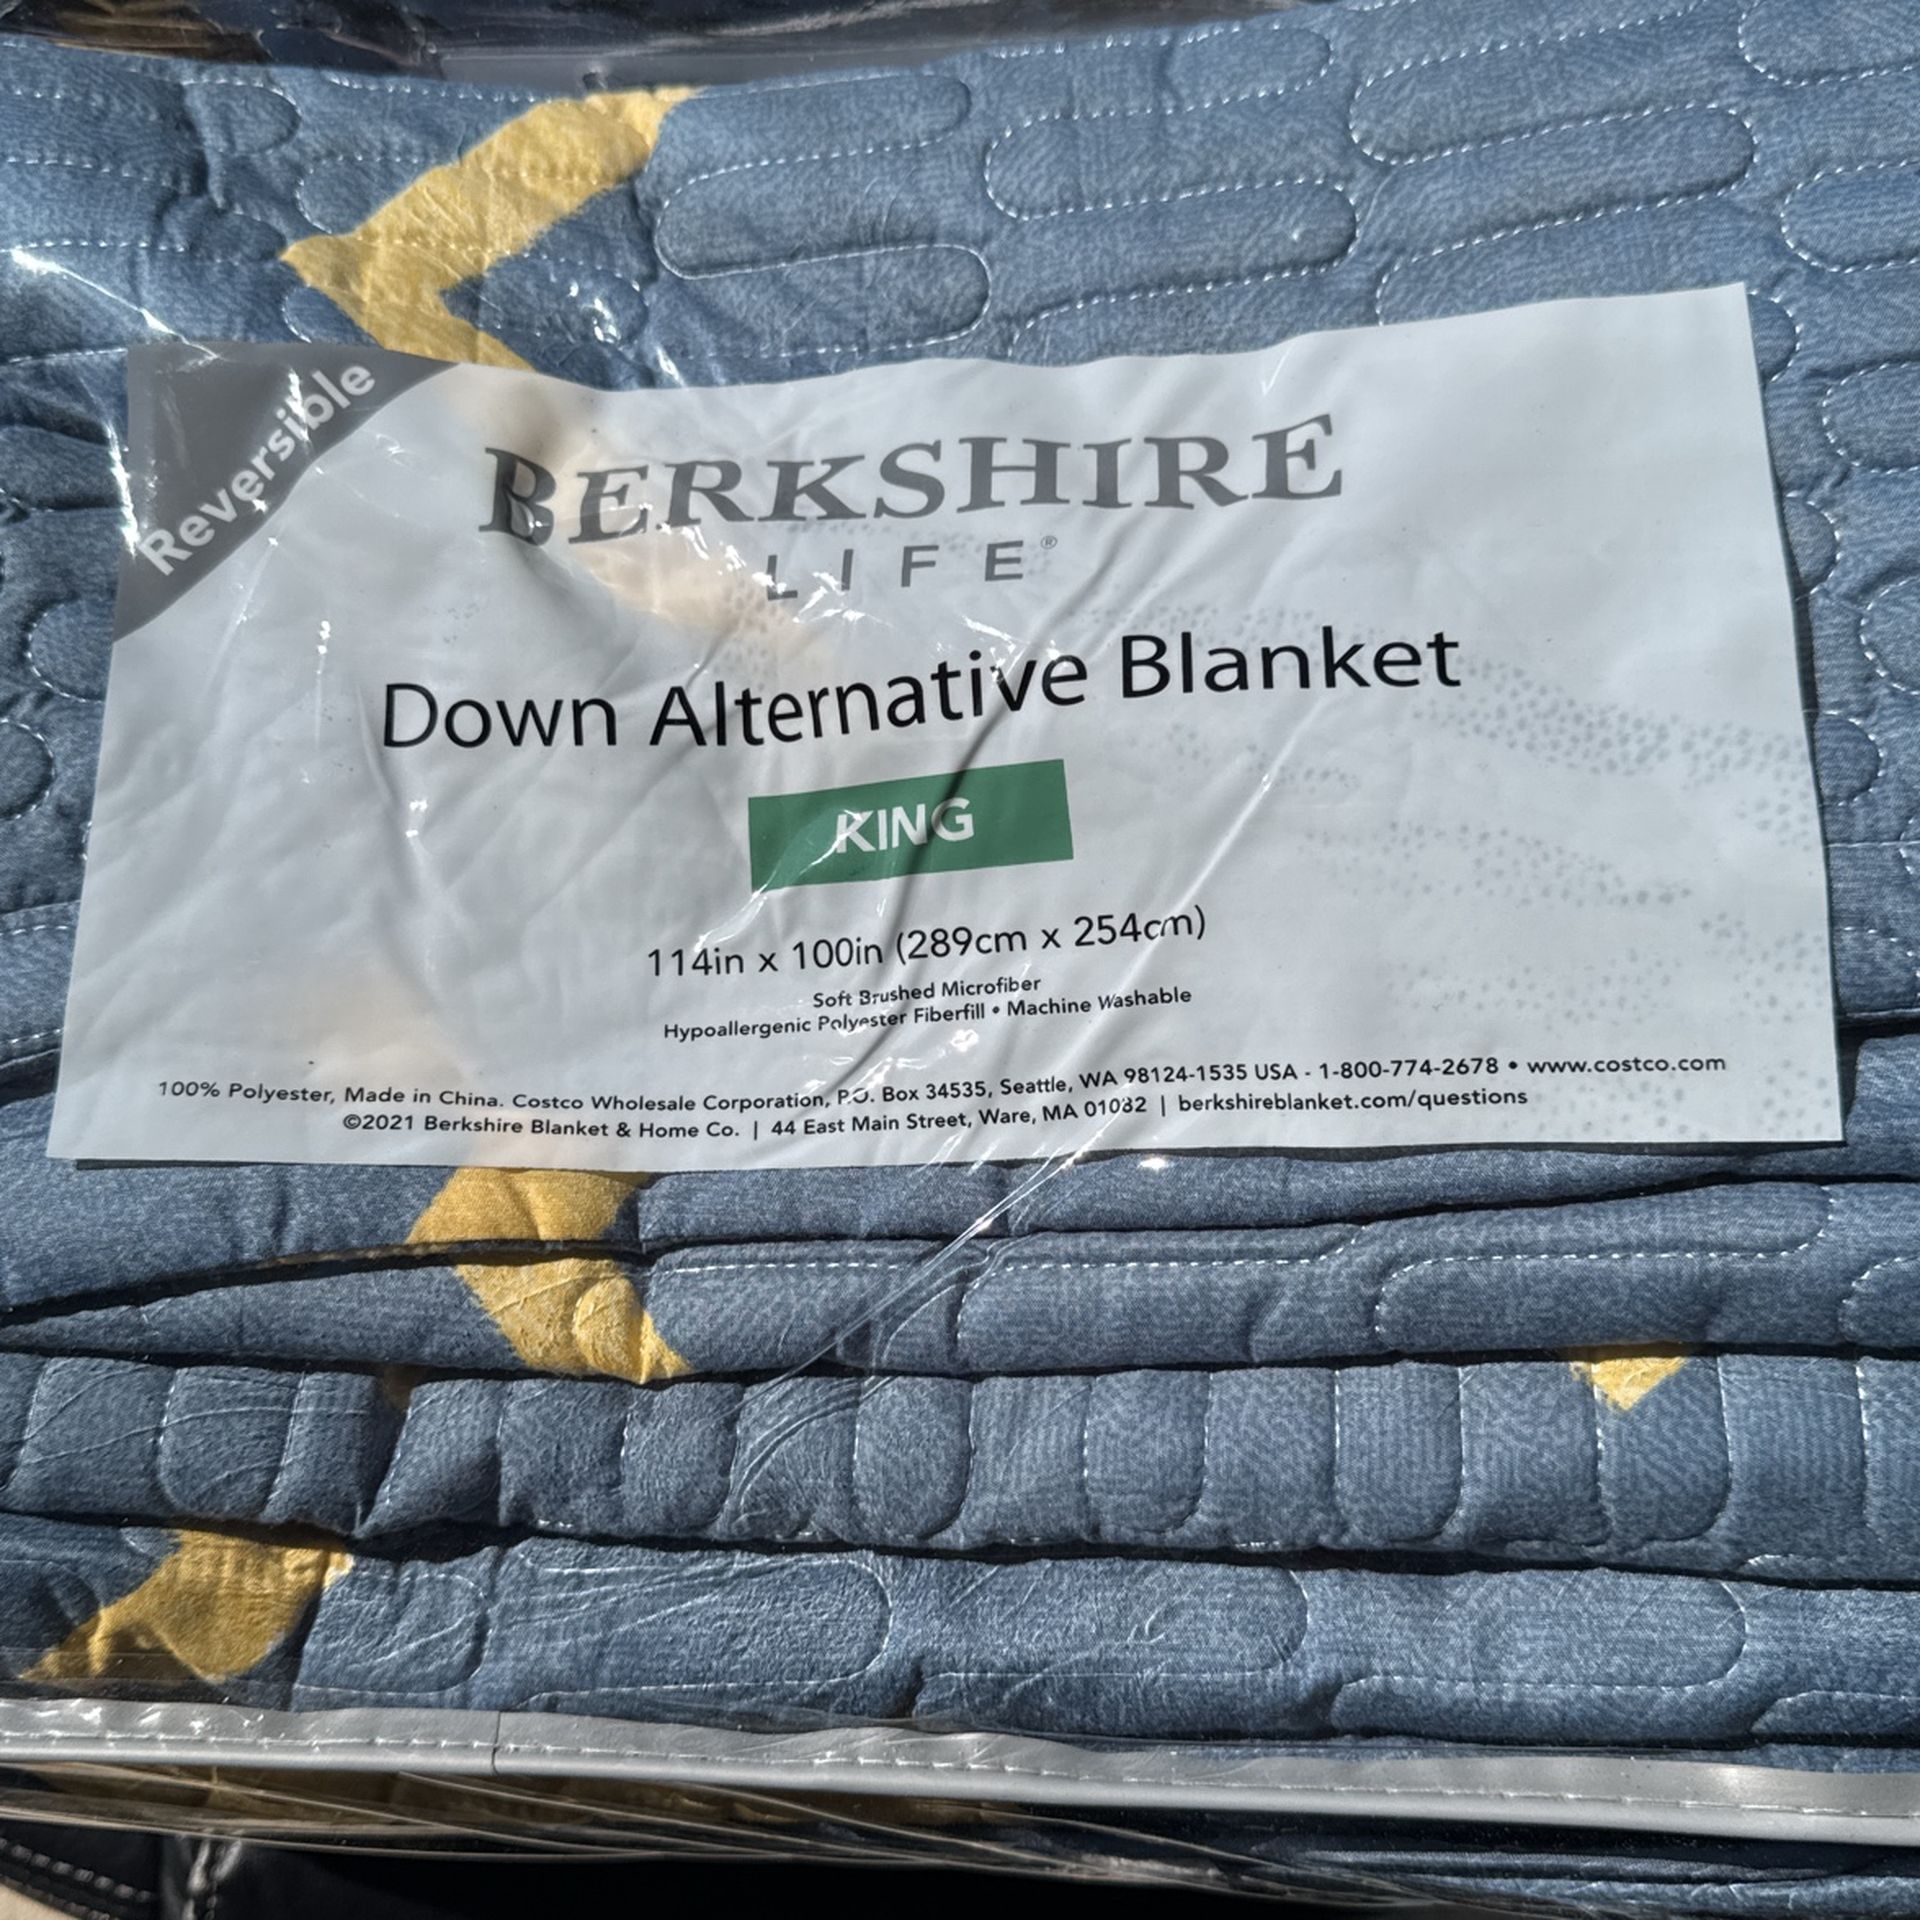 Reversible
BERKSHIRE
LIFE®
Down Alternative Blanket
KING
114in x 100in (289cm x 254cm)
Soft Brushed Microfiber
Hypoallergenic Polyester Fiberfill • Machine Washable
100% Polyester, Made in China. Costco Wholesale Corporation, P.O. Box 34535, Seattle, WA 98124-1535 USA - 1-800-774-2678 • www.costco.com
©2021 Berkshire Blanket & Home Co. | 44 East Main Street, Ware, MA 01082 | berkshireblanket.com/questions